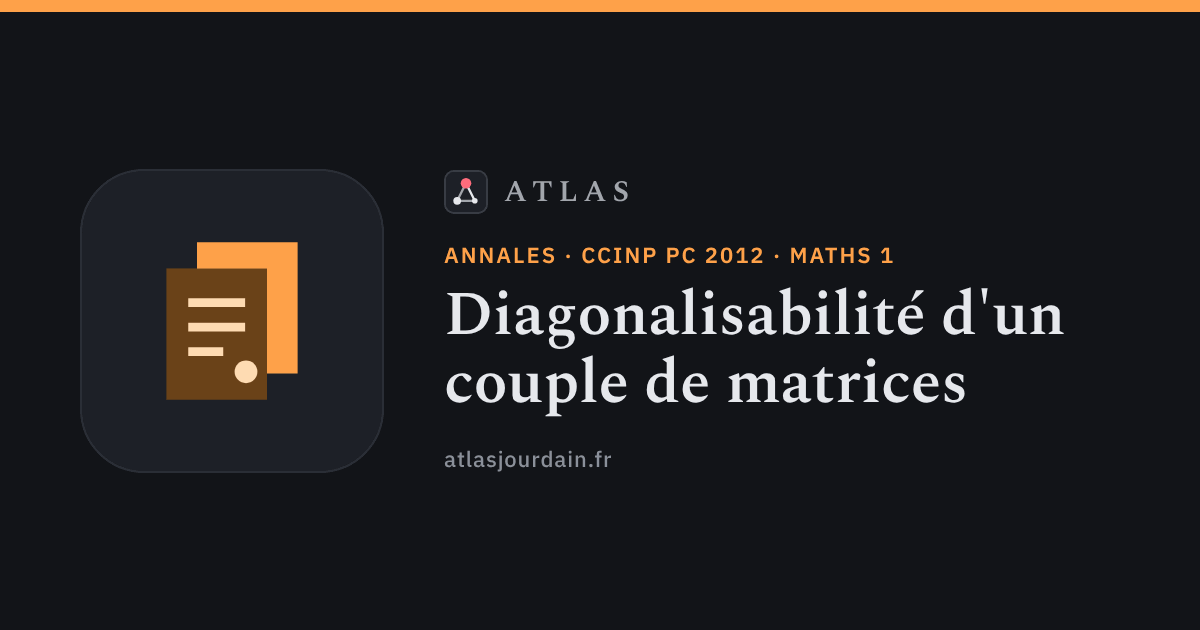 ATLAS
ANNALES · CCINP PC 2012 · MATHS 1
Diagonalisabilité d'un
couple de matrices
atlasjourdain.fr